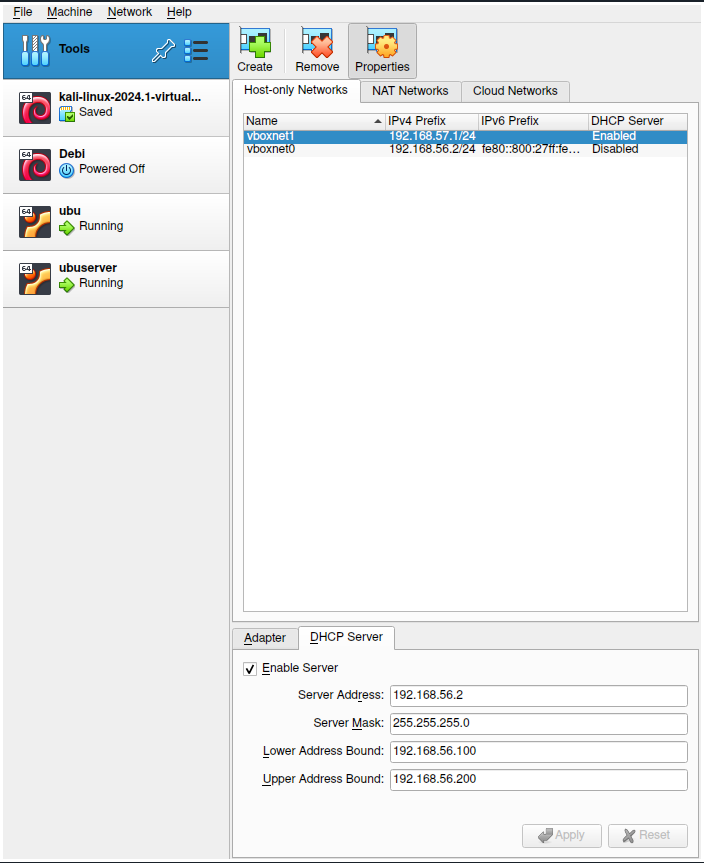 File Machine Network Help
Tools
64 kali-linux-2024.1-virtual...
Saved
64 Debi
Powered Off
64 ubu
Running
64 ubuserver
Running
Create Remove Properties
Host-only Networks NAT Networks Cloud Networks
Name IPv4 Prefix IPv6 Prefix DHCP Server
vboxnet1 192.168.57.1/24 Enabled
vboxnet0 192.168.56.2/24 fe80::800:27ff:fe... Disabled
Adapter DHCP Server
Enable Server
Server Address: 192.168.56.2
Server Mask: 255.255.255.0
Lower Address Bound: 192.168.56.100
Upper Address Bound: 192.168.56.200
Apply Reset